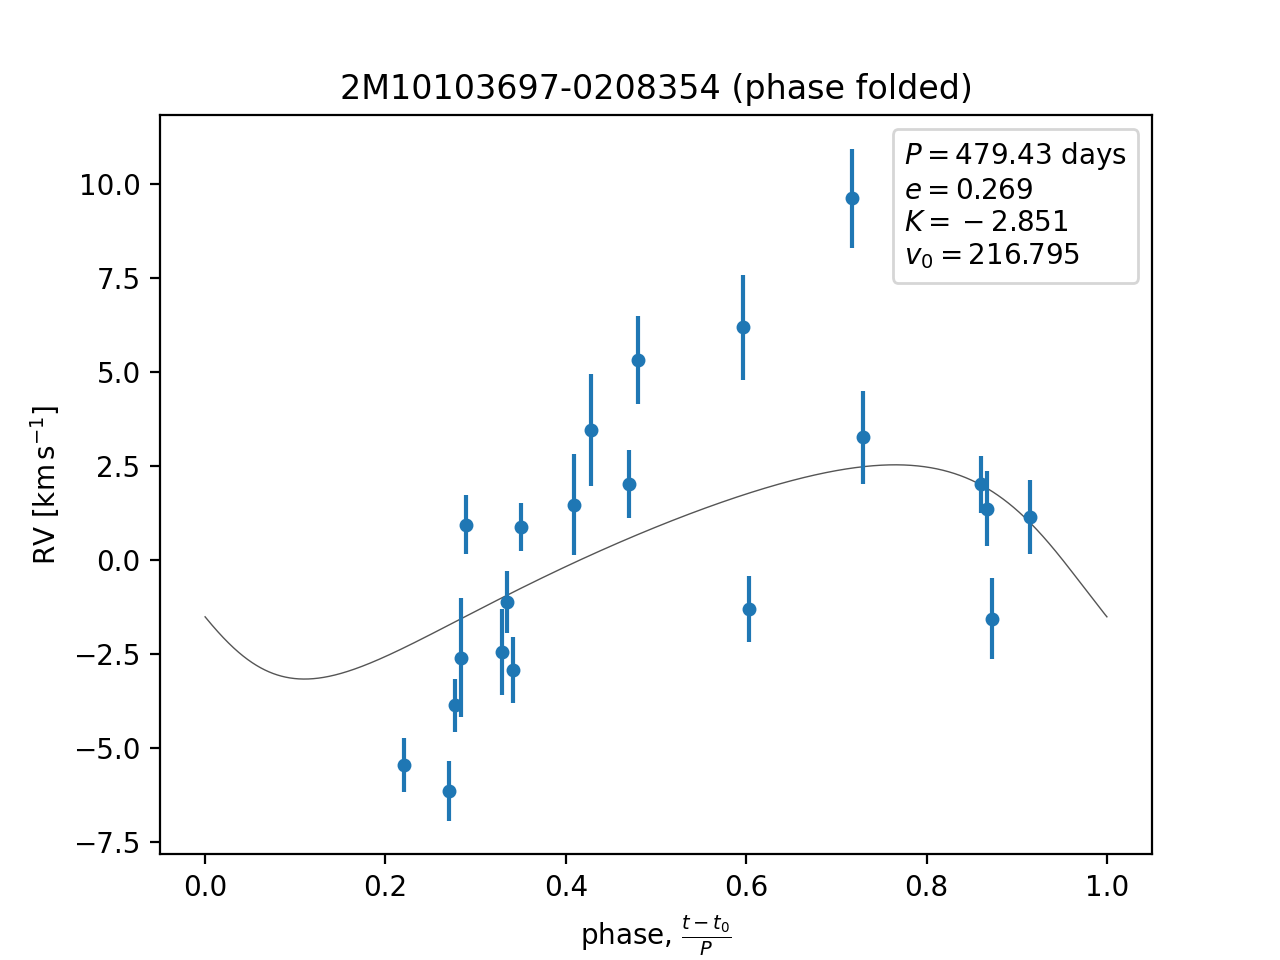 2M10103697-0208354 (phase folded)
P = 479.43 days
e = 0.269
K = − 2.851
v₀ = 216.795
10.0
7.5
5.0
2.5
0.0
−2.5
−5.0
−7.5
RV [km s⁻¹]
0.0 0.2 0.4 0.6 0.8 1.0
phase, (t − t₀)/P